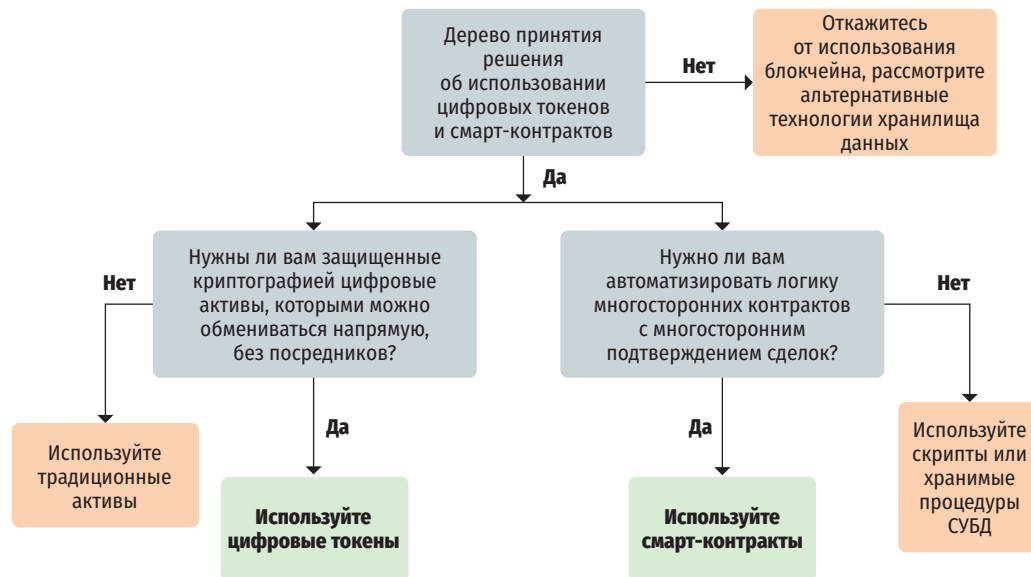 Дерево принятия
решения
об использовании
цифровых токенов
и смарт-контрактов
Нет
Откажитесь
от использования
блокчейна, рассмотрите
альтернативные
технологии хранилища
данных
Да
Нужны ли вам защищенные
криптографией цифровые
активы, которыми можно
обмениваться напрямую,
без посредников?
Нет
Да
Используйте
традиционные
активы
Используйте
цифровые токены
Нужно ли вам
автоматизировать логику
многосторонних контрактов
с многосторонним
подтверждением сделок?
Нет
Да
Используйте
смарт-контракты
Используйте
скрипты или
хранимые
процедуры
СУБД